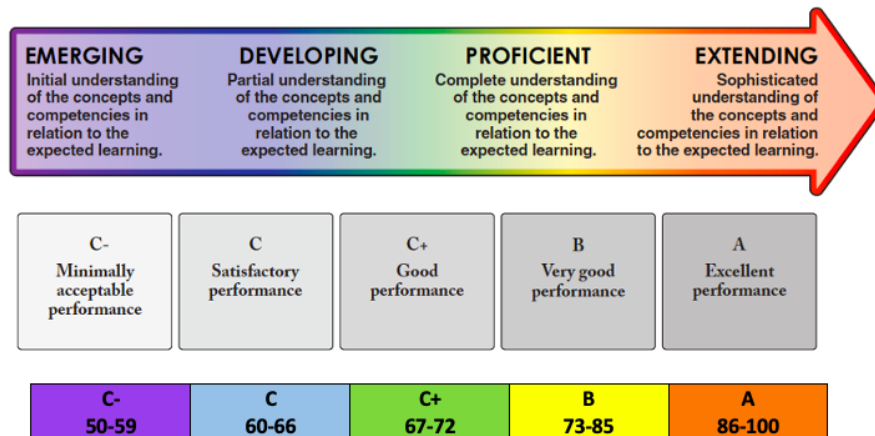 EMERGING
Initial understanding
of the concepts and
competencies in
relation to the
expected learning.
DEVELOPING
Partial understanding
of the concepts and
competencies in
relation to the
expected learning.
PROFICIENT
Complete understanding
of the concepts and
competencies in
relation to the
expected learning.
EXTENDING
Sophisticated
understanding of
the concepts and
competencies in relation
to the expected learning.
C-
Minimally
acceptable
performance
C
Satisfactory
performance
C+
Good
performance
B
Very good
performance
A
Excellent
performance
C-
50-59
C
60-66
C+
67-72
B
73-85
A
86-100